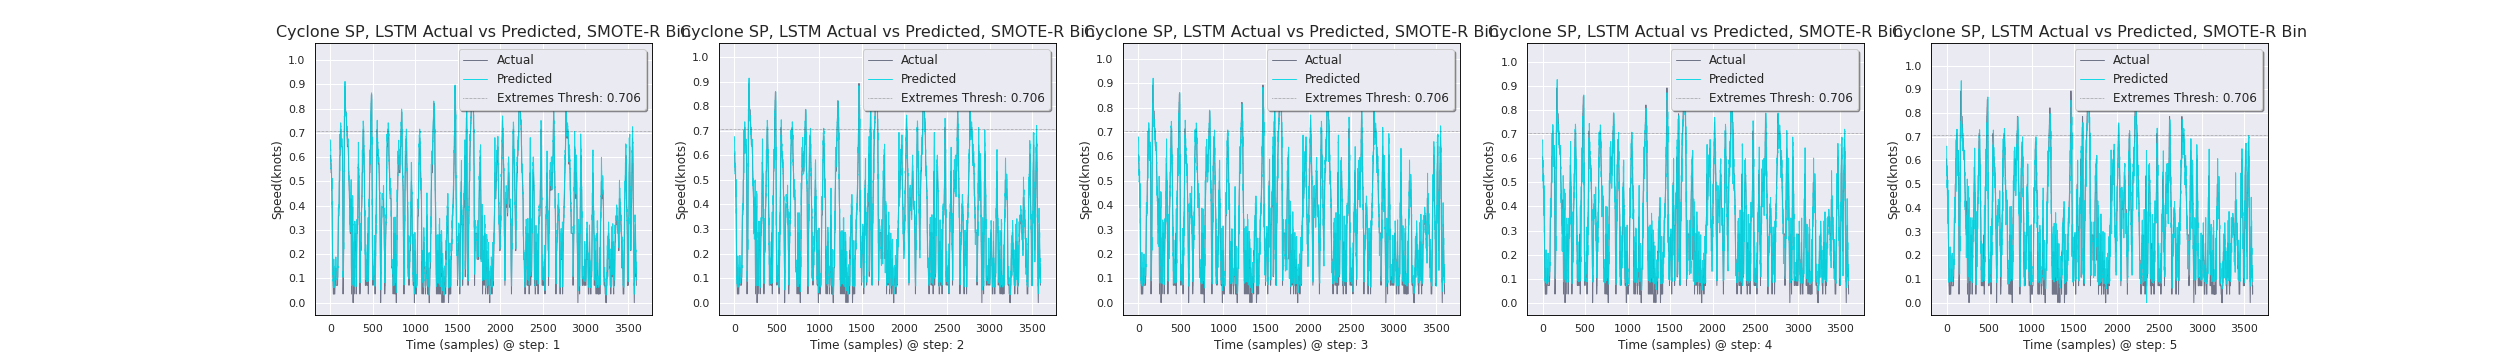 Cyclone SP, LSTM Actual vs Predicted, SMOTE-R Bin
Actual
Predicted
Extremes Thresh: 0.706
Speed(knots)
1.0
0.9
0.8
0.7
0.6
0.5
0.4
0.3
0.2
0.1
0.0
0 500 1000 1500 2000 2500 3000 3500
Time (samples) @ step: 1
Cyclone SP, LSTM Actual vs Predicted, SMOTE-R Bin
Actual
Predicted
Extremes Thresh: 0.706
Speed(knots)
1.0
0.9
0.8
0.7
0.6
0.5
0.4
0.3
0.2
0.1
0.0
0 500 1000 1500 2000 2500 3000 3500
Time (samples) @ step: 2
Cyclone SP, LSTM Actual vs Predicted, SMOTE-R Bin
Actual
Predicted
Extremes Thresh: 0.706
Speed(knots)
1.0
0.9
0.8
0.7
0.6
0.5
0.4
0.3
0.2
0.1
0.0
0 500 1000 1500 2000 2500 3000 3500
Time (samples) @ step: 3
Cyclone SP, LSTM Actual vs Predicted, SMOTE-R Bin
Actual
Predicted
Extremes Thresh: 0.706
Speed(knots)
1.0
0.9
0.8
0.7
0.6
0.5
0.4
0.3
0.2
0.1
0.0
0 500 1000 1500 2000 2500 3000 3500
Time (samples) @ step: 4
Cyclone SP, LSTM Actual vs Predicted, SMOTE-R Bin
Actual
Predicted
Extremes Thresh: 0.706
Speed(knots)
1.0
0.9
0.8
0.7
0.6
0.5
0.4
0.3
0.2
0.1
0.0
0 500 1000 1500 2000 2500 3000 3500
Time (samples) @ step: 5